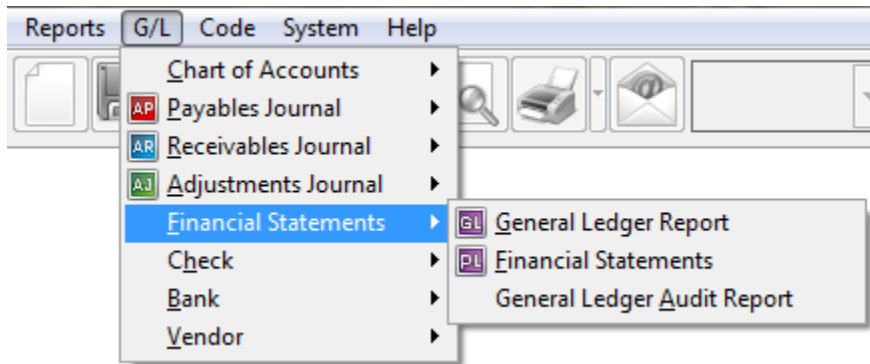 Reports G/L Code System Help
Chart of Accounts
AP Payables Journal
AR Receivables Journal
AJ Adjustments Journal
Financial Statements
GL General Ledger Report
PL Financial Statements
Check
General Ledger Audit Report
Bank
Vendor